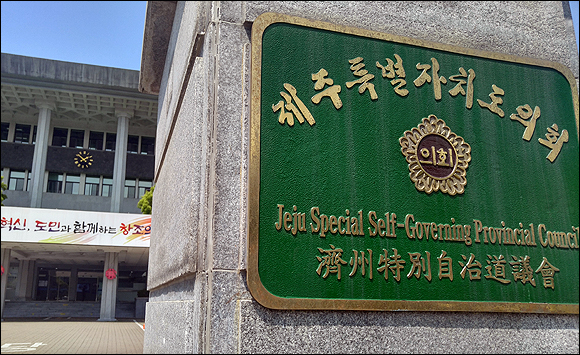 제주특별자치도의회
의회
Jeju Special Self-Governing Provincial Council
濟州特別自治道議會
혁신, 도민과 함께하는 창조의